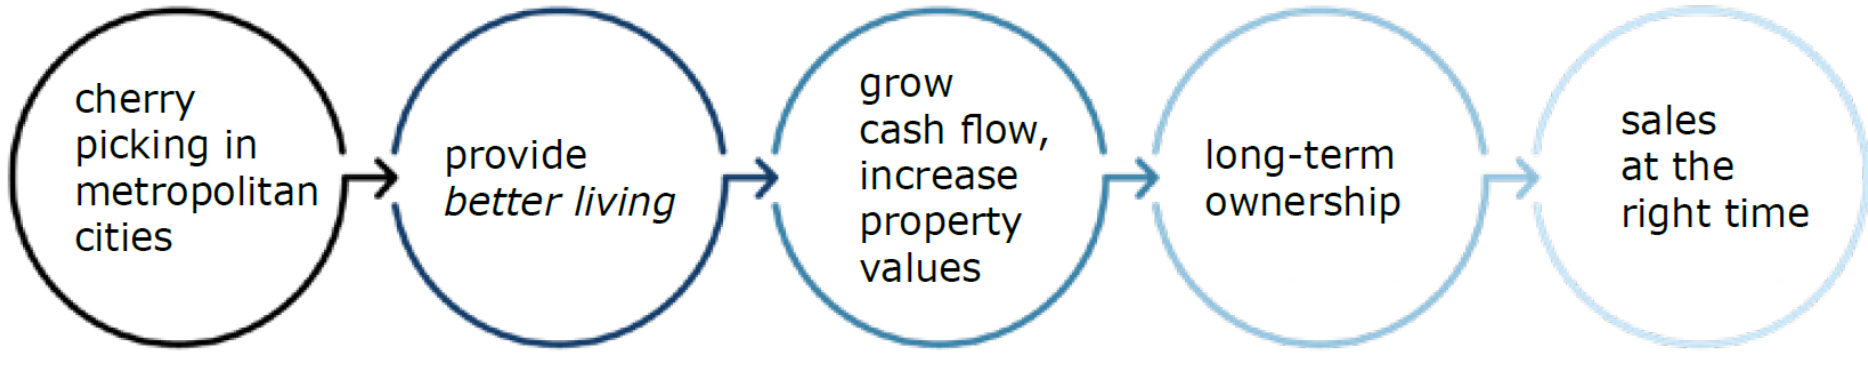 cherry
picking in
metropolitan
cities
provide
better living
grow
cash flow,
increase
property
values
long-term
ownership
sales
at the
right time